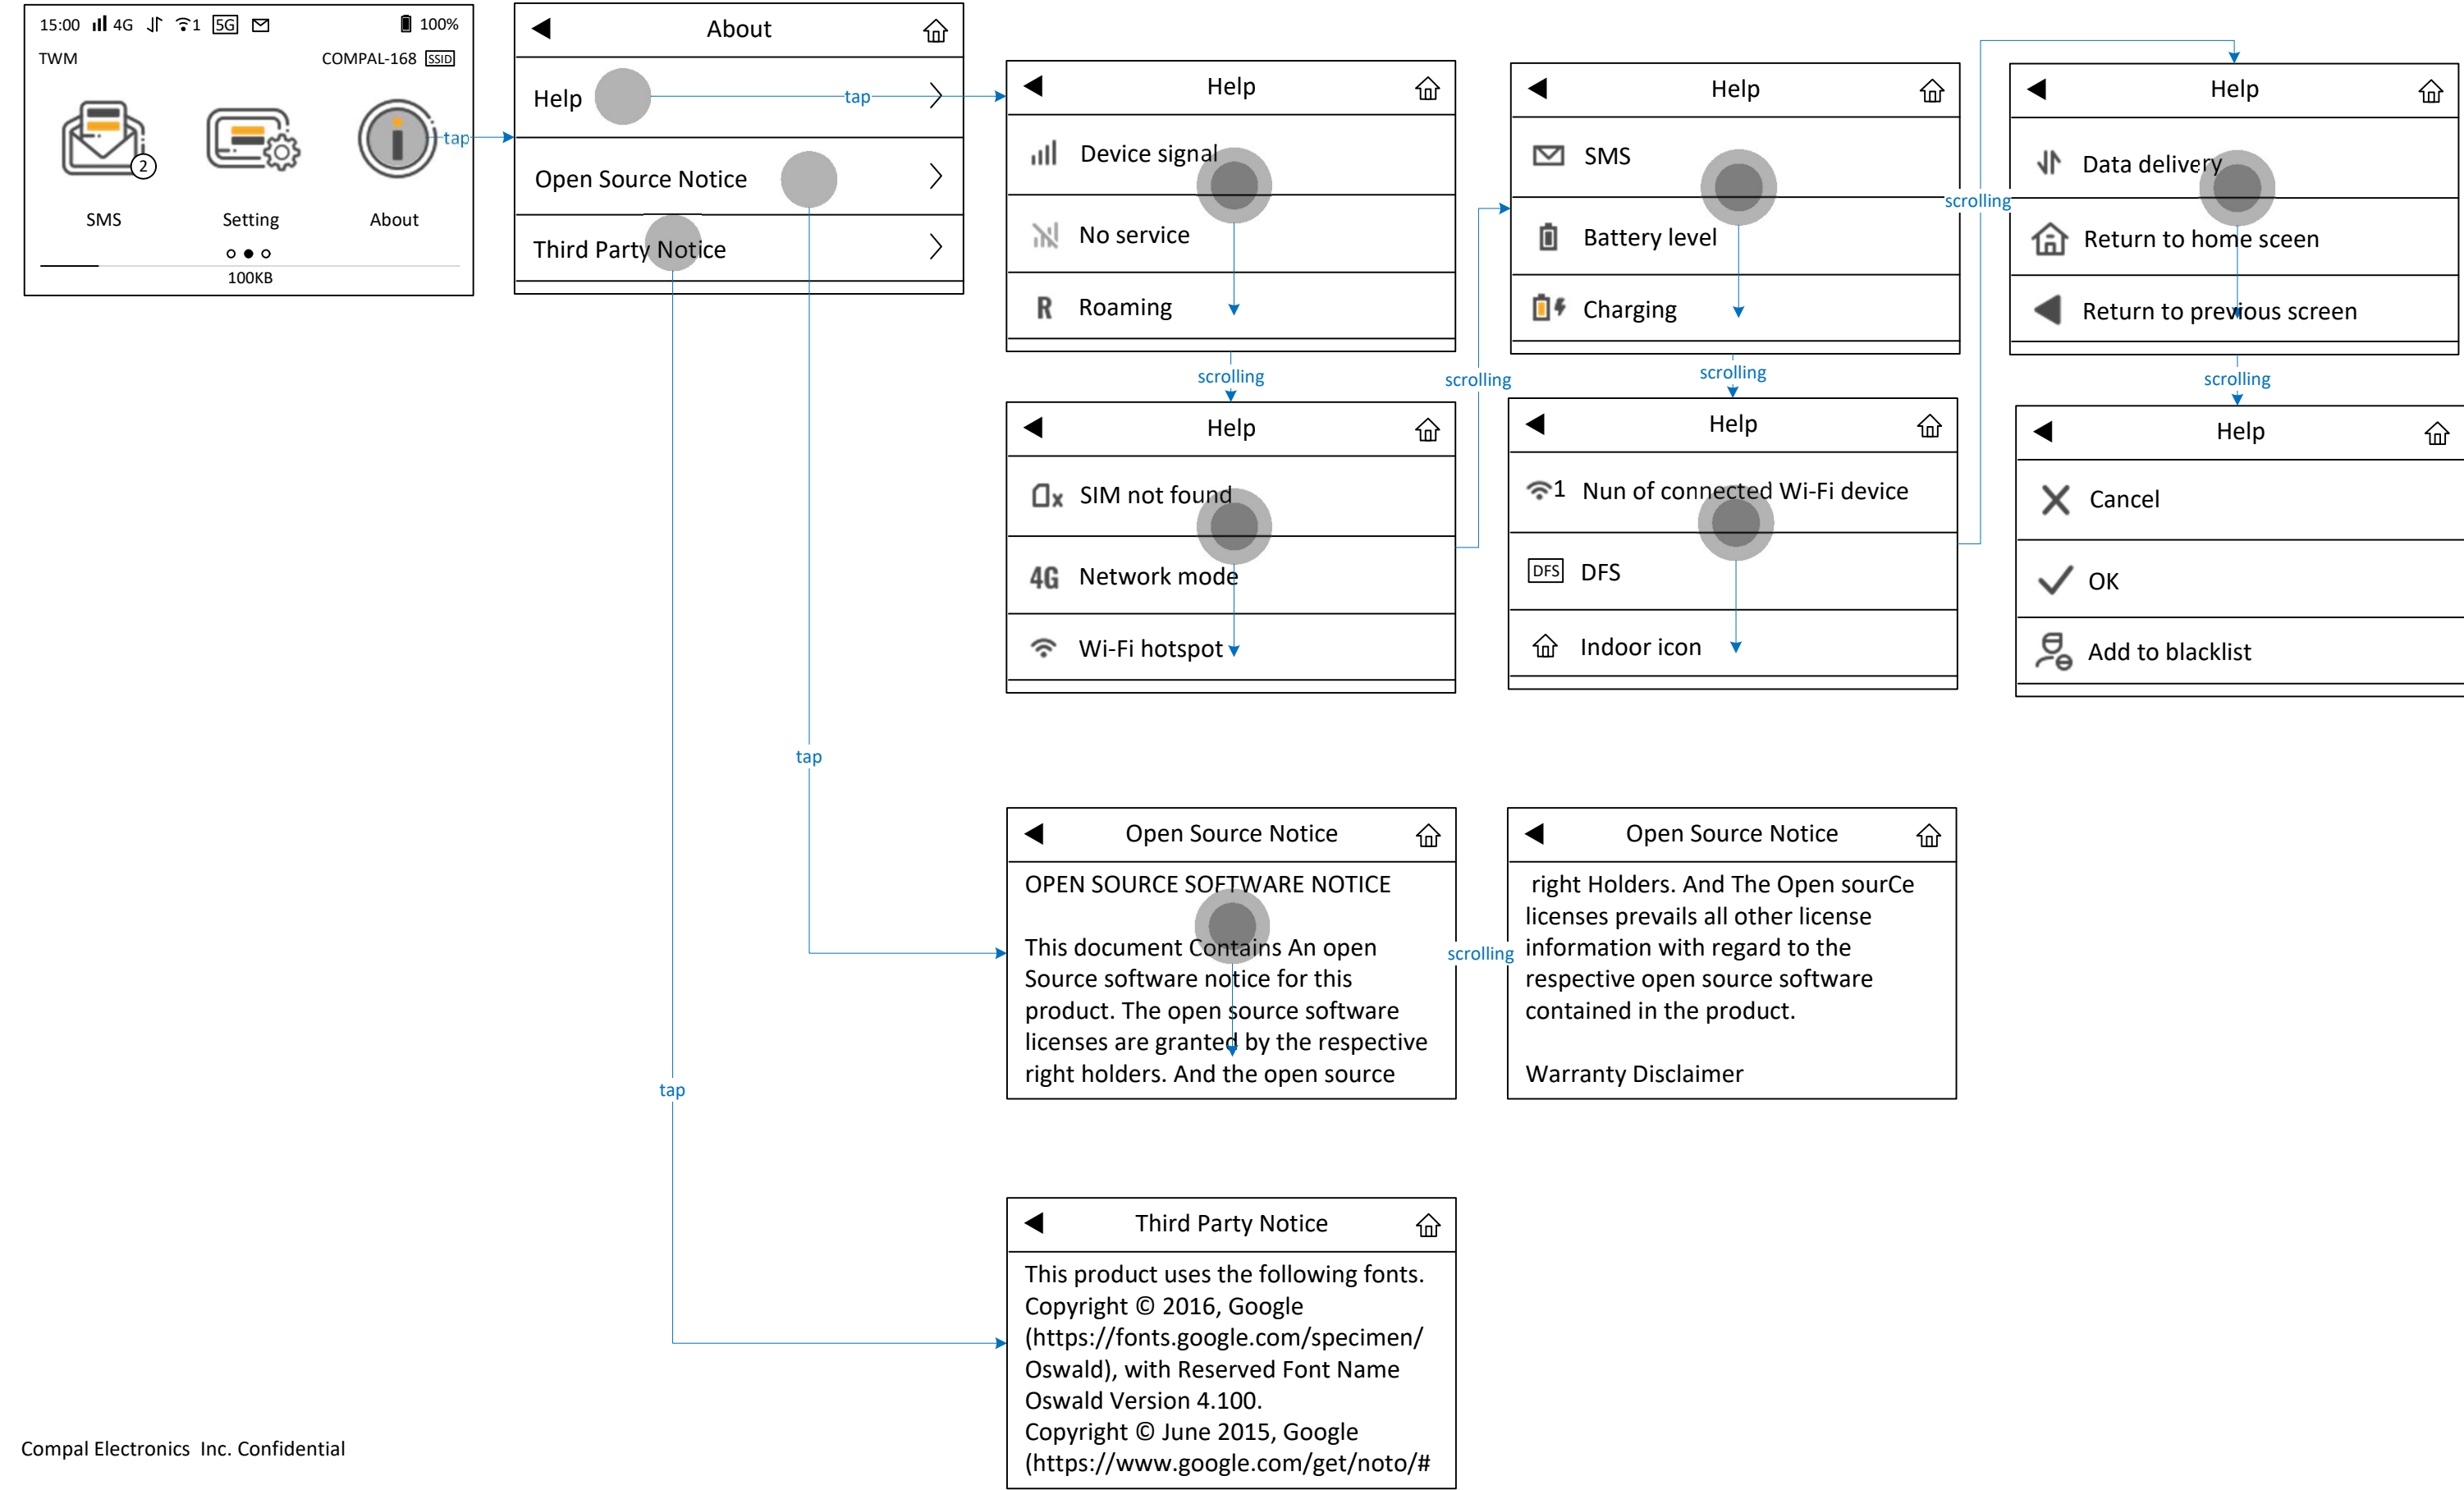 15:00 4G 1 5G 100%
TWM COMPAL-168 SSID
2
SMS Setting About
100KB
tap
About
Help
tap
Open Source Notice
Third Party Notice
Help
Device signal
No service
Roaming
scrolling
Help
SIM not found
4G Network mode
Wi-Fi hotspot
scrolling
Help
SMS
Battery level
Charging
scrolling
Help
1 Nun of connected Wi-Fi device
DFS DFS
Indoor icon
scrolling
Help
Data delivery
Return to home sceen
Return to previous screen
scrolling
Help
Cancel
OK
Add to blacklist
tap
Open Source Notice
OPEN SOURCE SOFTWARE NOTICE
This document Contains An open
Source software notice for this
product. The open source software
licenses are granted by the respective
right holders. And the open source
scrolling
Open Source Notice
right Holders. And The Open sourCe
licenses prevails all other license
information with regard to the
respective open source software
contained in the product.
Warranty Disclaimer
tap
Third Party Notice
This product uses the following fonts.
Copyright © 2016, Google
(https://fonts.google.com/specimen/
Oswald), with Reserved Font Name
Oswald Version 4.100.
Copyright © June 2015, Google
(https://www.google.com/get/noto/#
Compal Electronics Inc. Confidential